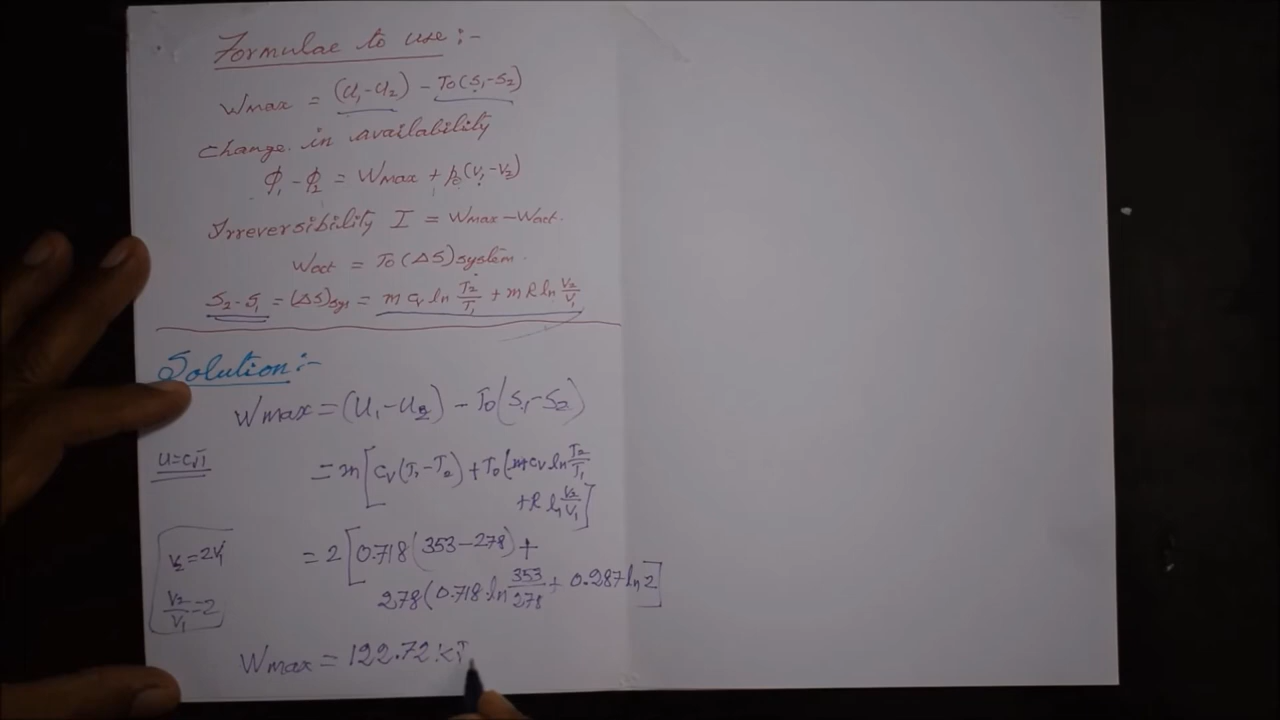 Formulae to use :-
Wmax = (U₁-U₂) - T₀(S₁-S₂)
Change in availability
ϕ₁ - ϕ₂ = Wmax + p₀(V₁-V₂)
Irreversibility I = Wmax-Wact.
Wact = T₀(ΔS)system.
S₂-S₁ = (ΔS)sys = m cv ln T₂/T₁ + m R ln V₂/V₁
Solution:-
Wmax = (U₁-U₂) - T₀(S₁-S₂)
U=cvT
= m[cv(T₁-T₂) + T₀(mcv ln T₂/T₁
+R ln V₂/V₁]
V₂=2V₁
= 2[0.718(353-278)+
278(0.718 ln 353/278 + 0.287 ln 2]
V₂/V₁=2
Wmax = 122.72 kJ